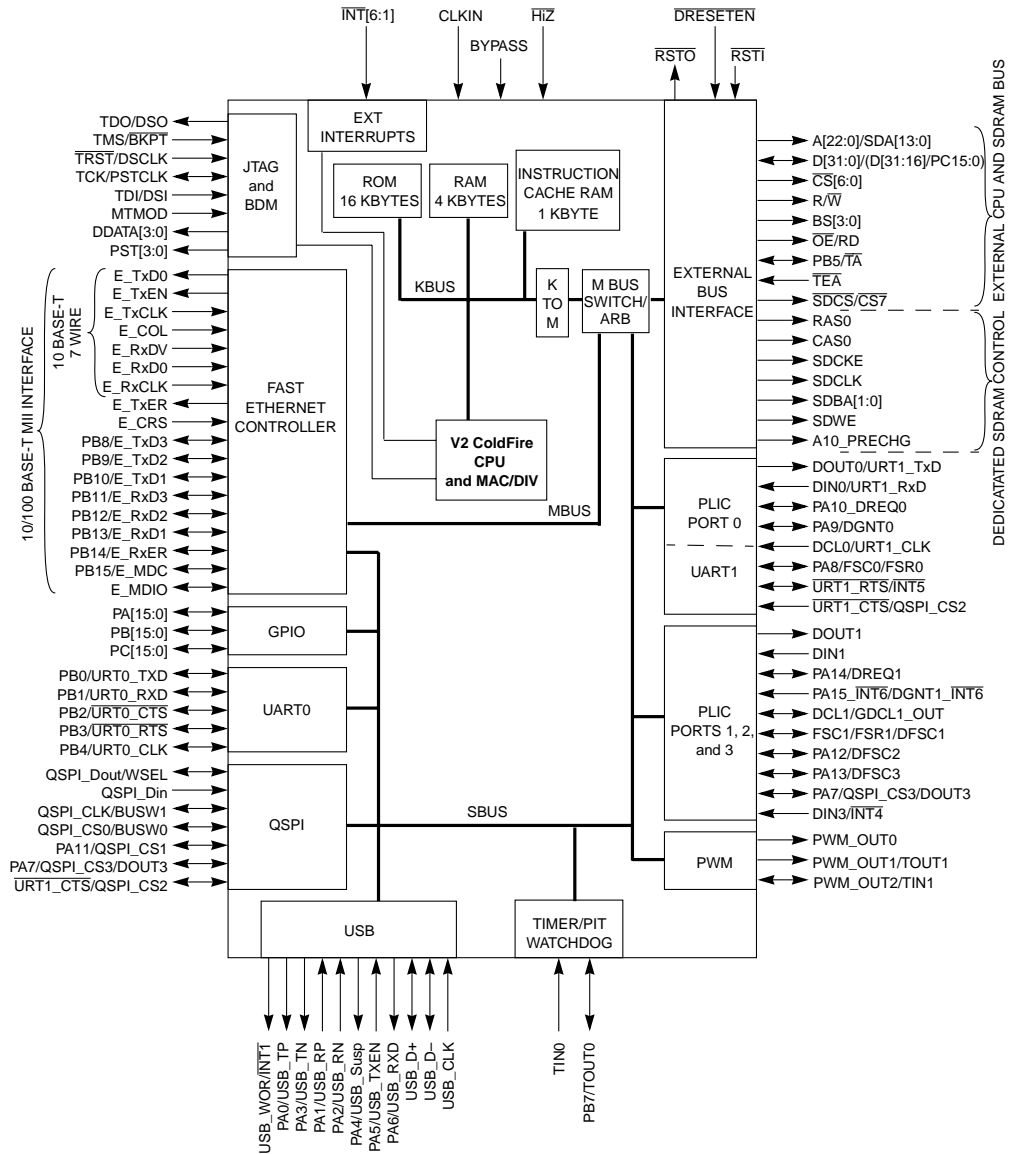 INT[6:1]
CLKIN
BYPASS
HiZ
RSTO
DRESETEN
RSTI
EXT
INTERRUPTS
TDO/DSO
TMS/BKPT
TRST/DSCLK
TCK/PSTCLK
TDI/DSI
MTMOD
DDATA[3:0]
PST[3:0]
JTAG
and
BDM
ROM
16 KBYTES
RAM
4 KBYTES
INSTRUCTION
CACHE RAM
1 KBYTE
KBUS
K
TO
M
M BUS
SWITCH/
ARB
EXTERNAL
BUS
INTERFACE
A[22:0]/SDA[13:0]
D[31:0]/(D[31:16]/PC15:0)
CS[6:0]
R/W
BS[3:0]
OE/RD
PB5/TA
TEA
SDCS/CS7
RAS0
CAS0
SDCKE
SDCLK
SDBA[1:0]
SDWE
A10_PRECHG
EXTERNAL CPU AND SDRAM BUS
DEDICATATED SDRAM CONTROL
10/100 BASE-T MII INTERFACE
10 BASE-T
7 WIRE
E_TxD0
E_TxEN
E_TxCLK
E_COL
E_RxDV
E_RxD0
E_RxCLK
E_TxER
E_CRS
PB8/E_TxD3
PB9/E_TxD2
PB10/E_TxD1
PB11/E_RxD3
PB12/E_RxD2
PB13/E_RxD1
PB14/E_RxER
PB15/E_MDC
E_MDIO
FAST
ETHERNET
CONTROLLER
V2 ColdFire
CPU
and MAC/DIV
MBUS
PLIC
PORT 0
UART1
DOUT0/URT1_TxD
DIN0/URT1_RxD
PA10_DREQ0
PA9/DGNT0
DCL0/URT1_CLK
PA8/FSC0/FSR0
URT1_RTS/INT5
URT1_CTS/QSPI_CS2
PA[15:0]
PB[15:0]
PC[15:0]
GPIO
PB0/URT0_TXD
PB1/URT0_RXD
PB2/URT0_CTS
PB3/URT0_RTS
PB4/URT0_CLK
UART0
PLIC
PORTS 1, 2,
and 3
DOUT1
DIN1
PA14/DREQ1
PA15_INT6/DGNT1_INT6
DCL1/GDCL1_OUT
FSC1/FSR1/DFSC1
PA12/DFSC2
PA13/DFSC3
PA7/QSPI_CS3/DOUT3
DIN3/INT4
QSPI_Dout/WSEL
QSPI_Din
QSPI_CLK/BUSW1
QSPI_CS0/BUSW0
PA11/QSPI_CS1
PA7/QSPI_CS3/DOUT3
URT1_CTS/QSPI_CS2
QSPI
SBUS
PWM
PWM_OUT0
PWM_OUT1/TOUT1
PWM_OUT2/TIN1
USB
TIMER/PIT
WATCHDOG
USB_WOR/INT1
PA0/USB_TP
PA3/USB_TN
PA1/USB_RP
PA2/USB_RN
PA4/USB_Susp
PA5/USB_TXEN
PA6/USB_RXD
USB_D+
USB_D–
USB_CLK
TIN0
PB7/TOUT0